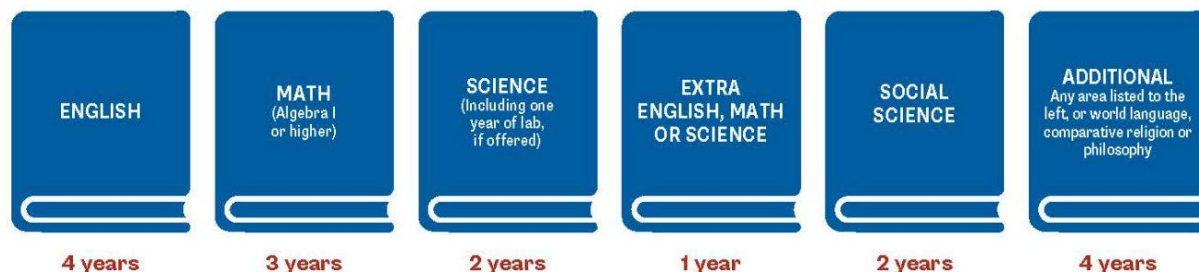 ENGLISH
MATH
(Algebra I
or higher)
SCIENCE
(Including one
year of lab,
if offered)
EXTRA
ENGLISH, MATH
OR SCIENCE
SOCIAL
SCIENCE
ADDITIONAL
Any area listed to the
left, or world language,
comparative religion or
philosophy
4 years
3 years
2 years
1 year
2 years
4 years